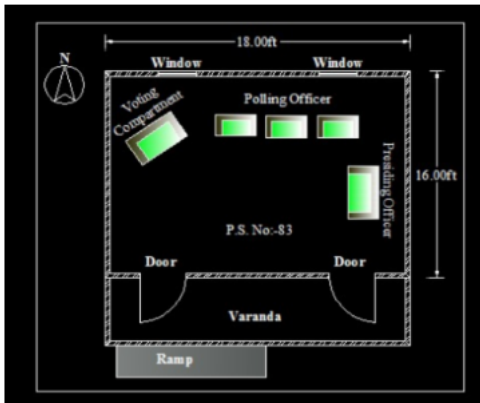 18.00ft
N
Window
Window
Voting
Compartment
Polling Officer
Presiding Officer
16.00ft
P.S. No:-83
Door
Door
Varanda
Ramp